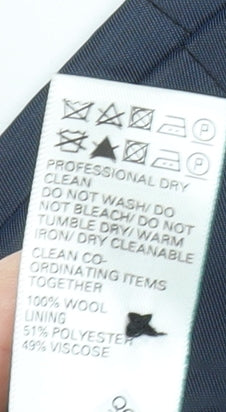 PROFESSIONAL DRY
CLEAN
DO NOT WASH/ DO
NOT BLEACH/ DO NOT
TUMBLE DRY/ WARM
IRON/ DRY CLEANABLE
CLEAN CO-
ORDINATING ITEMS
TOGETHER
100% WOOL
LINING
51% POLYESTER
49% VISCOSE